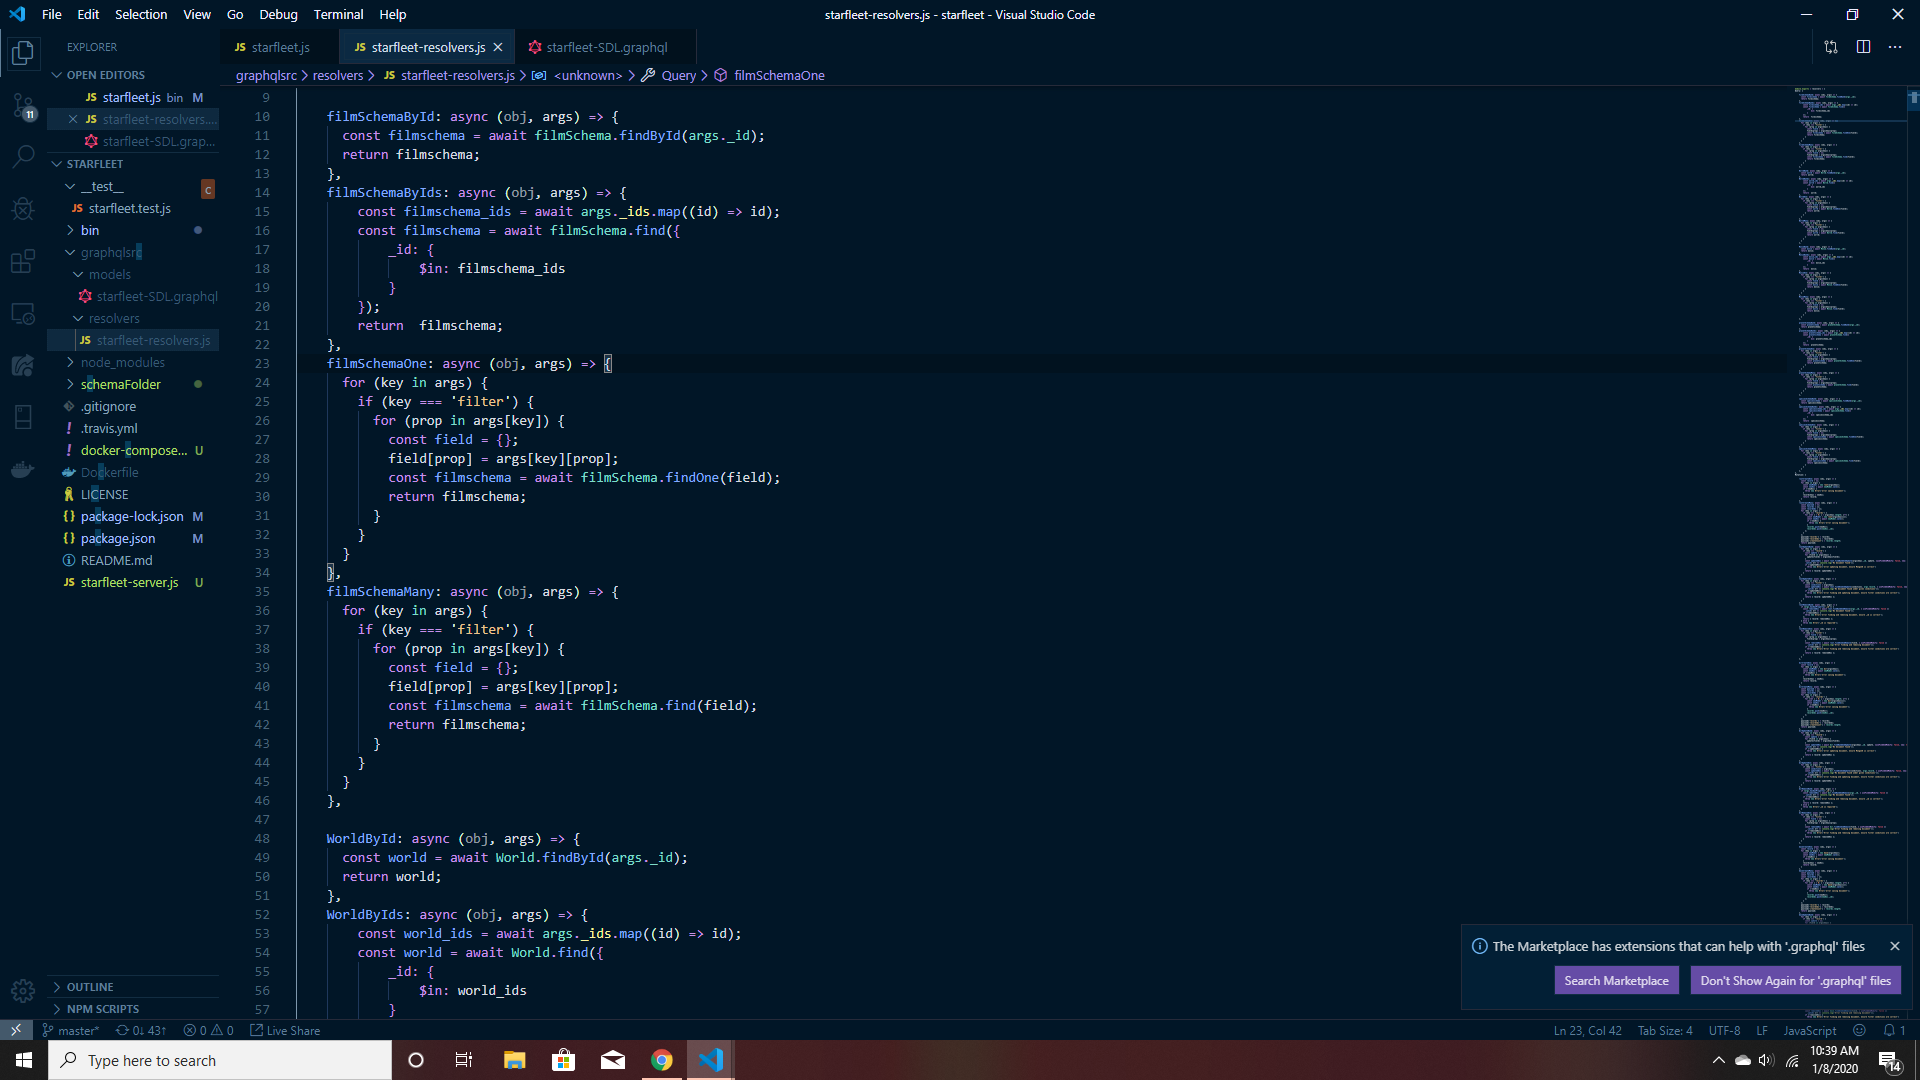 File Edit Selection View Go Debug Terminal Help
starfleet-resolvers.js - starfleet - Visual Studio Code
EXPLORER
JS starfleet.js
JS starfleet-resolvers.js
starfleet-SDL.graphql
graphqlsrc > resolvers > JS starfleet-resolvers.js > <unknown> > Query > filmSchemaOne
OPEN EDITORS
JS starfleet.js bin M
JS starfleet-resolvers....
starfleet-SDL.grap...
11
STARFLEET
__test__
c
JS starfleet.test.js
bin
graphqlsrc
models
starfleet-SDL.graphql
resolvers
JS starfleet-resolvers.js
node_modules
schemaFolder
.gitignore
! .travis.yml
! docker-compose... U
Dockerfile
LICENSE
{} package-lock.json M
{} package.json M
README.md
JS starfleet-server.js U
OUTLINE
NPM SCRIPTS
9
10 filmSchemaById: async (obj, args) => {
11 const filmschema = await filmSchema.findById(args._id);
12 return filmschema;
13 },
14 filmSchemaByIds: async (obj, args) => {
15 const filmschema_ids = await args._ids.map((id) => id);
16 const filmschema = await filmSchema.find({
17 _id: {
18 $in: filmschema_ids
19 }
20 });
21 return  filmschema;
22 },
23 filmSchemaOne: async (obj, args) => {
24 for (key in args) {
25 if (key === 'filter') {
26 for (prop in args[key]) {
27 const field = {};
28 field[prop] = args[key][prop];
29 const filmschema = await filmSchema.findOne(field);
30 return filmschema;
31 }
32 }
33 }
34 },
35 filmSchemaMany: async (obj, args) => {
36 for (key in args) {
37 if (key === 'filter') {
38 for (prop in args[key]) {
39 const field = {};
40 field[prop] = args[key][prop];
41 const filmschema = await filmSchema.find(field);
42 return filmschema;
43 }
44 }
45 }
46 },
47
48 WorldById: async (obj, args) => {
49 const world = await World.findById(args._id);
50 return world;
51 },
52 WorldByIds: async (obj, args) => {
53 const world_ids = await args._ids.map((id) => id);
54 const world = await World.find({
55 _id: {
56 $in: world_ids
57 }
The Marketplace has extensions that can help with '.graphql' files
Search Marketplace
Don't Show Again for '.graphql' files
master* 0↓ 43↑ 0 0 Live Share
Ln 23, Col 42 Tab Size: 4 UTF-8 LF JavaScript 1
Type here to search
10:39 AM
1/8/2020
14